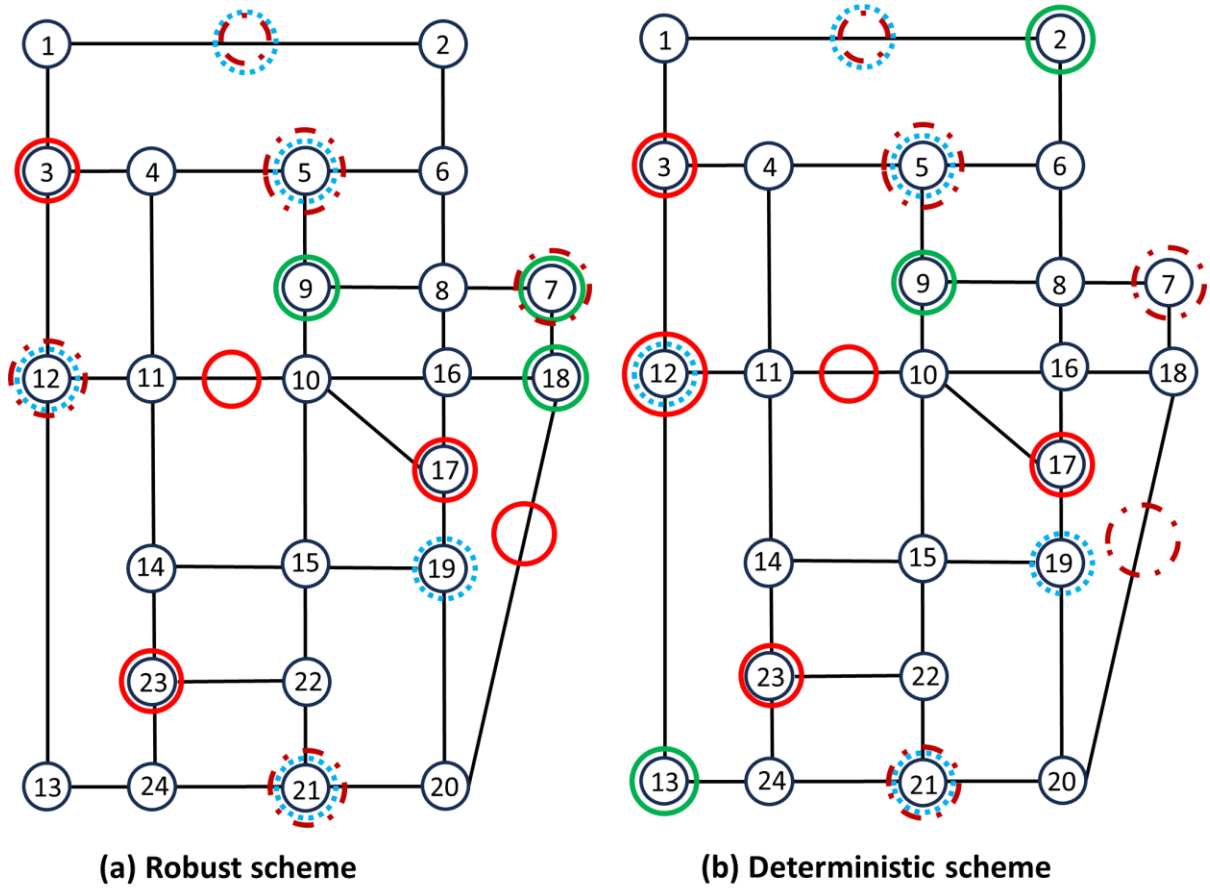 1 2 1 2
3 4 5 6 3 4 5 6
9 8 7 9 8 7
12 11 10 16 18 12 11 10 16 18
17 17
14 15 19 14 15 19
23 22 23 22
13 24 21 20 13 24 21 20
(a) Robust scheme (b) Deterministic scheme